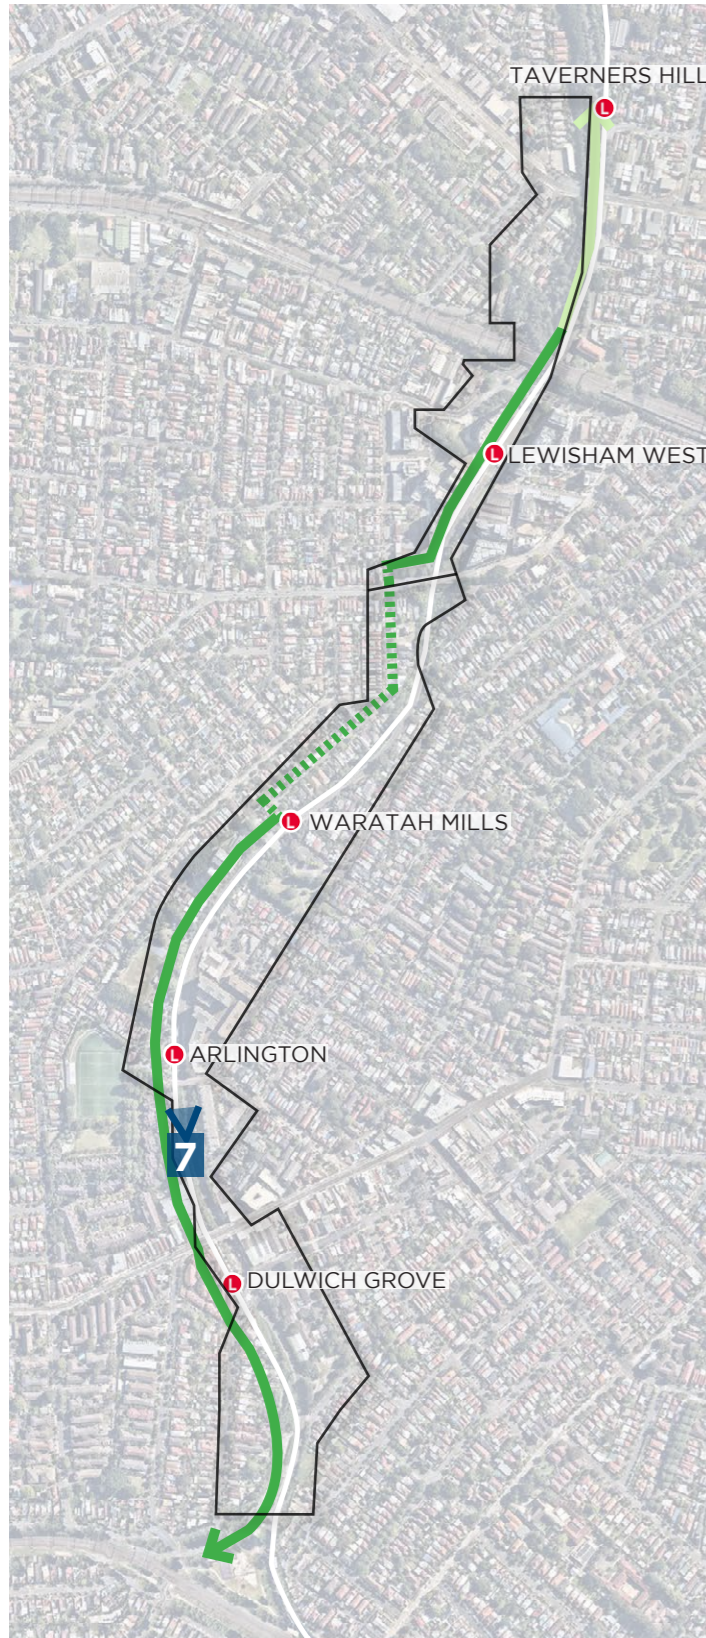 TAVERNERS HILL
L
L LEWISHAM WEST
L WARATAH MILLS
L ARLINGTON
7
L DULWICH GROVE